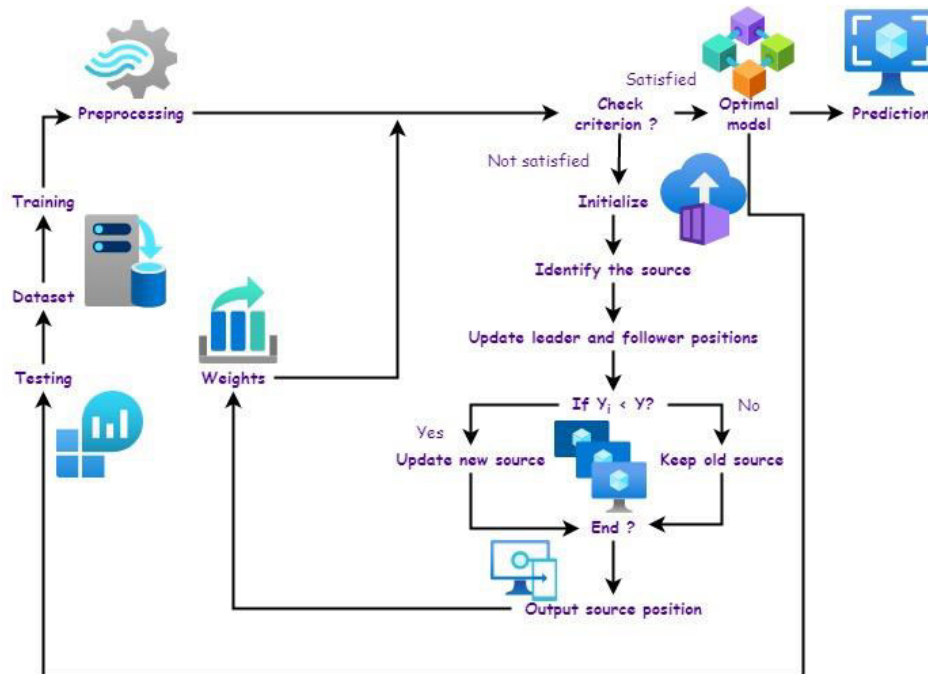 Satisfied
Preprocessing
Check
criterion ?
Optimal
model
Prediction
Not satisfied
Training
Initialize
Identify the source
Dataset
Update leader and follower positions
Testing
Weights
If Yᵢ < Y?
No
Yes
Update new source
Keep old source
End ?
Output source position